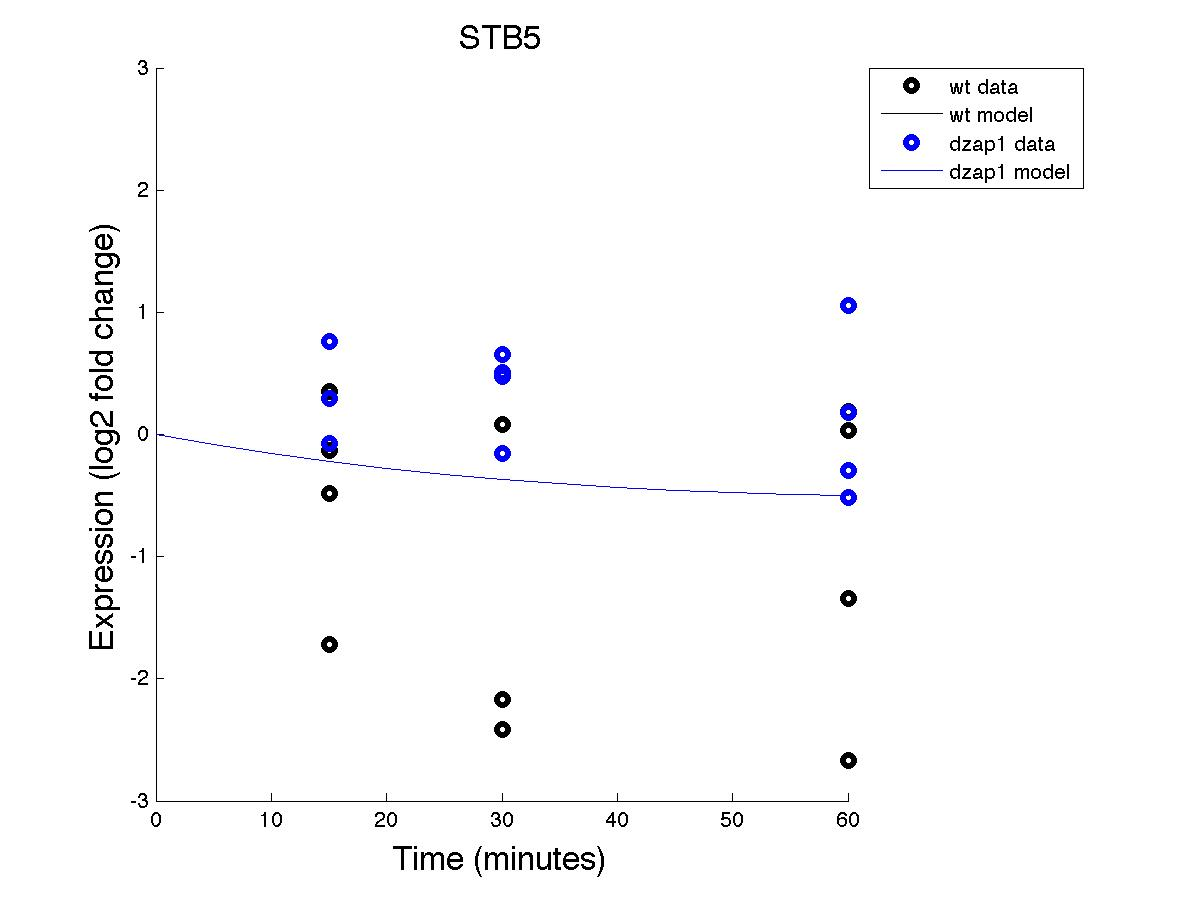 STB5
wt data
wt model
dzap1 data
dzap1 model
Expression (log2 fold change)
3
2
1
0
-1
-2
-3
0 10 20 30 40 50 60
Time (minutes)